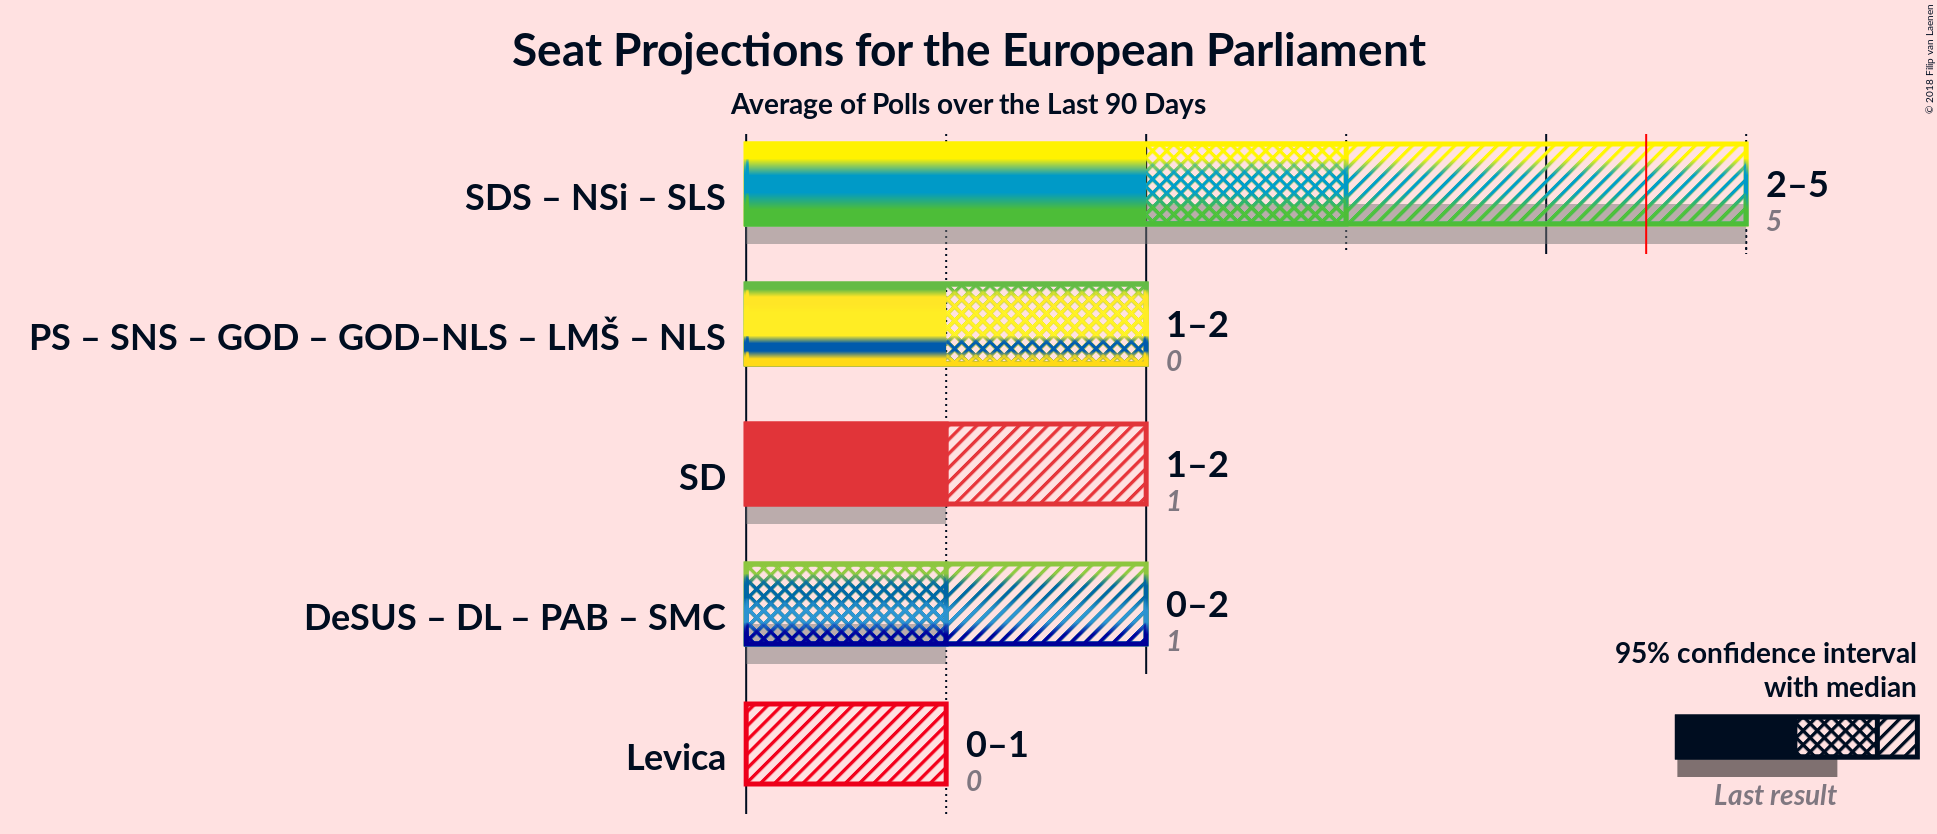 Seat Projections for the European Parliament
Average of Polls over the Last 90 Days
© 2018 Filip van Laenen
SDS – NSi – SLS
2–5
5
PS – SNS – GOD – GOD–NLS – LMŠ – NLS
1–2
0
SD
1–2
1
DeSUS – DL – PAB – SMC
0–2
1
Levica
0–1
0
95% confidence interval
with median
Last result